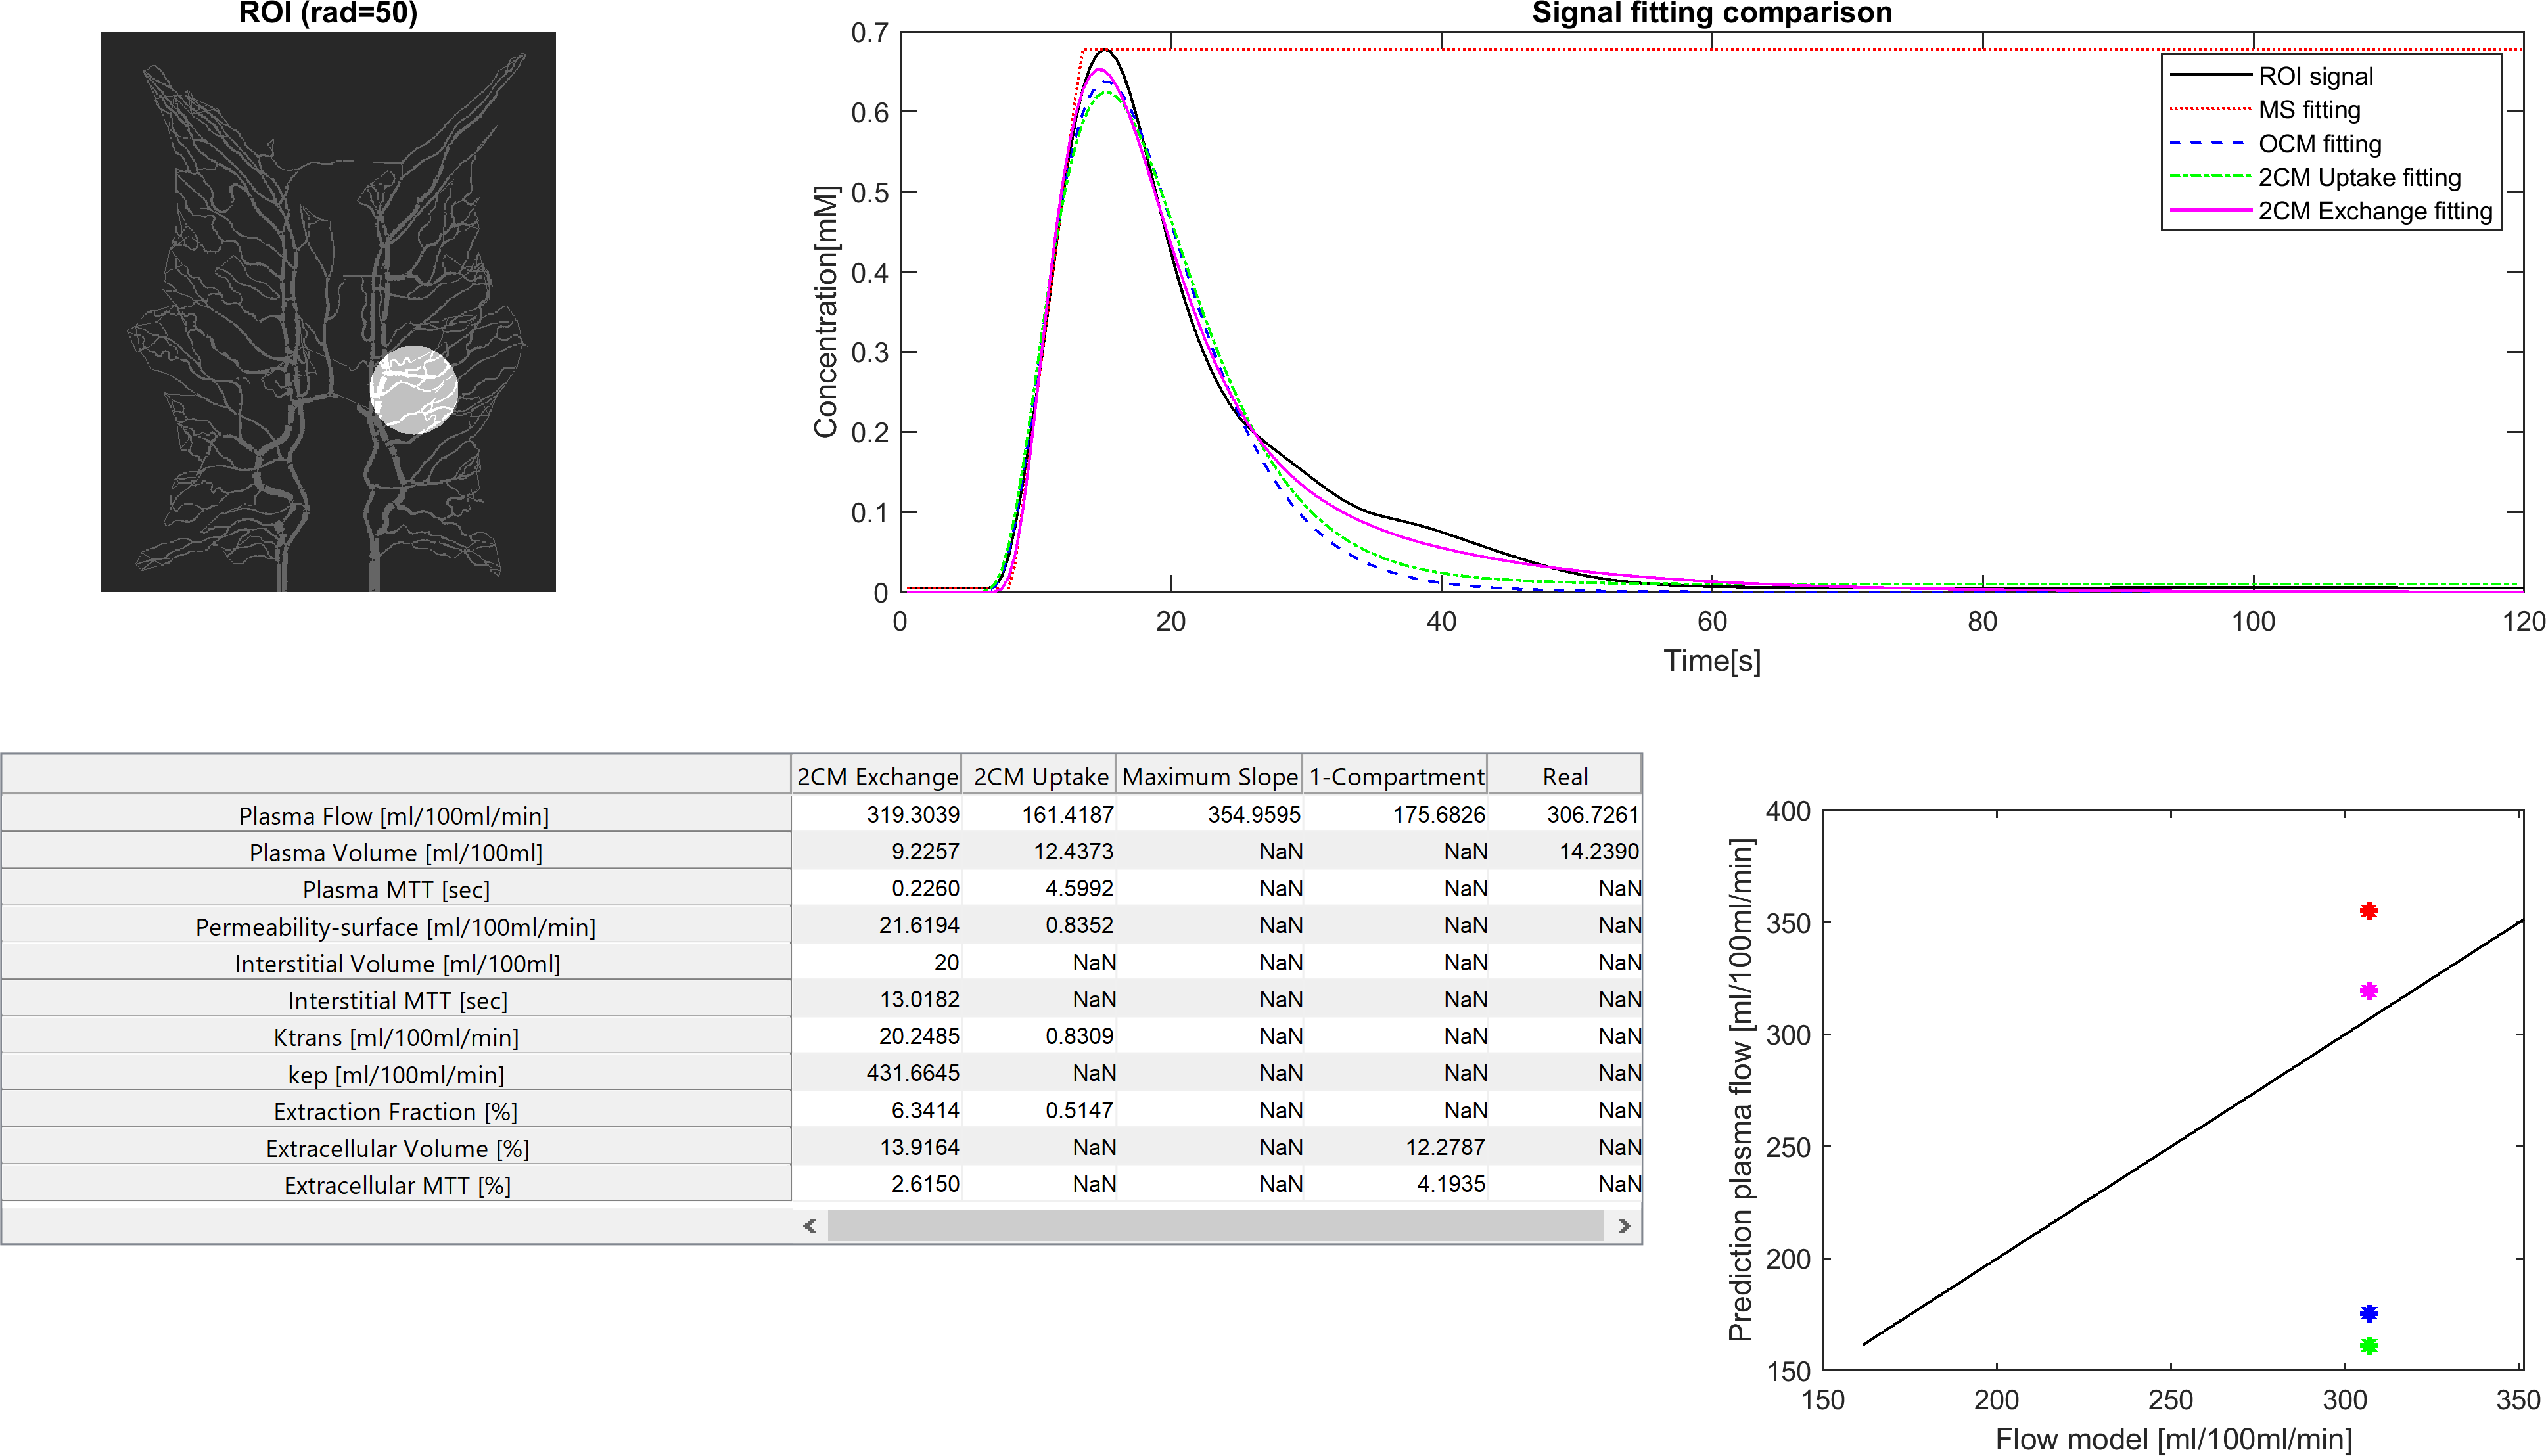 ROI (rad=50)
Signal fitting comparison
0.7
0.6
0.5
0.4
0.3
0.2
0.1
0
Concentration[mM]
0 20 40 60 80 100 120
Time[s]
ROI signal
MS fitting
OCM fitting
2CM Uptake fitting
2CM Exchange fitting
2CM Exchange 2CM Uptake Maximum Slope 1-Compartment Real
Plasma Flow [ml/100ml/min] 319.3039 161.4187 354.9595 175.6826 306.7261
Plasma Volume [ml/100ml] 9.2257 12.4373 NaN NaN 14.2390
Plasma MTT [sec] 0.2260 4.5992 NaN NaN NaN
Permeability-surface [ml/100ml/min] 21.6194 0.8352 NaN NaN NaN
Interstitial Volume [ml/100ml] 20 NaN NaN NaN NaN
Interstitial MTT [sec] 13.0182 NaN NaN NaN NaN
Ktrans [ml/100ml/min] 20.2485 0.8309 NaN NaN NaN
kep [ml/100ml/min] 431.6645 NaN NaN NaN NaN
Extraction Fraction [%] 6.3414 0.5147 NaN NaN NaN
Extracellular Volume [%] 13.9164 NaN NaN 12.2787 NaN
Extracellular MTT [%] 2.6150 NaN NaN 4.1935 NaN
400
350
300
250
200
150
Prediction plasma flow [ml/100ml/min]
150 200 250 300 350
Flow model [ml/100ml/min]